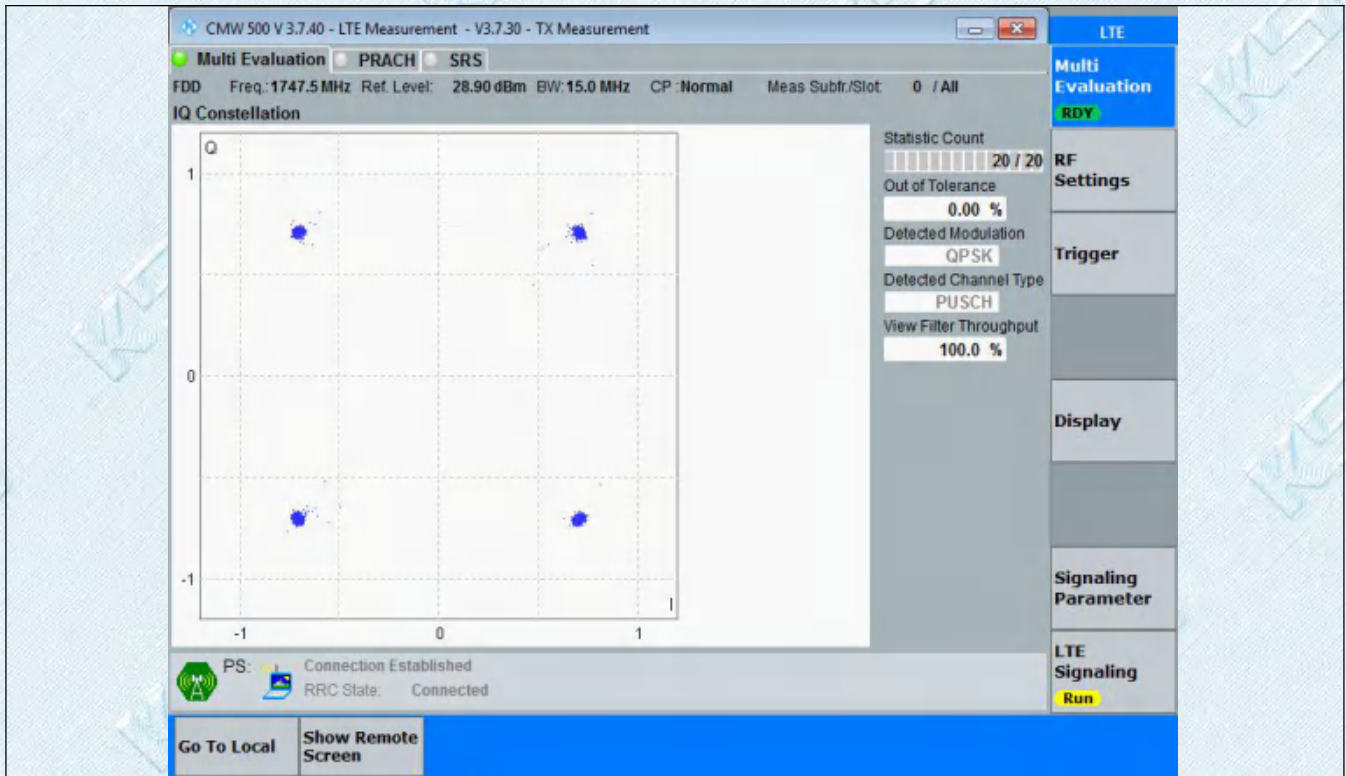 CMW 500 V 3.7.40 - LTE Measurement - V3.7.30 - TX Measurement
LTE
Multi Evaluation PRACH SRS
FDD Freq.: 1747.5 MHz Ref. Level: 28.90 dBm BW: 15.0 MHz CP :Normal Meas Subfr./Slot: 0 / All
IQ Constellation
Q
1
0
-1
I
-1 0 1
Statistic Count
20 / 20
Out of Tolerance
0.00 %
Detected Modulation
QPSK
Detected Channel Type
PUSCH
View Filter Throughput
100.0 %
Multi
Evaluation
RDY
RF
Settings
Trigger
Display
Signaling
Parameter
LTE
Signaling
Run
PS: Connection Established
RRC State: Connected
Go To Local
Show Remote
Screen